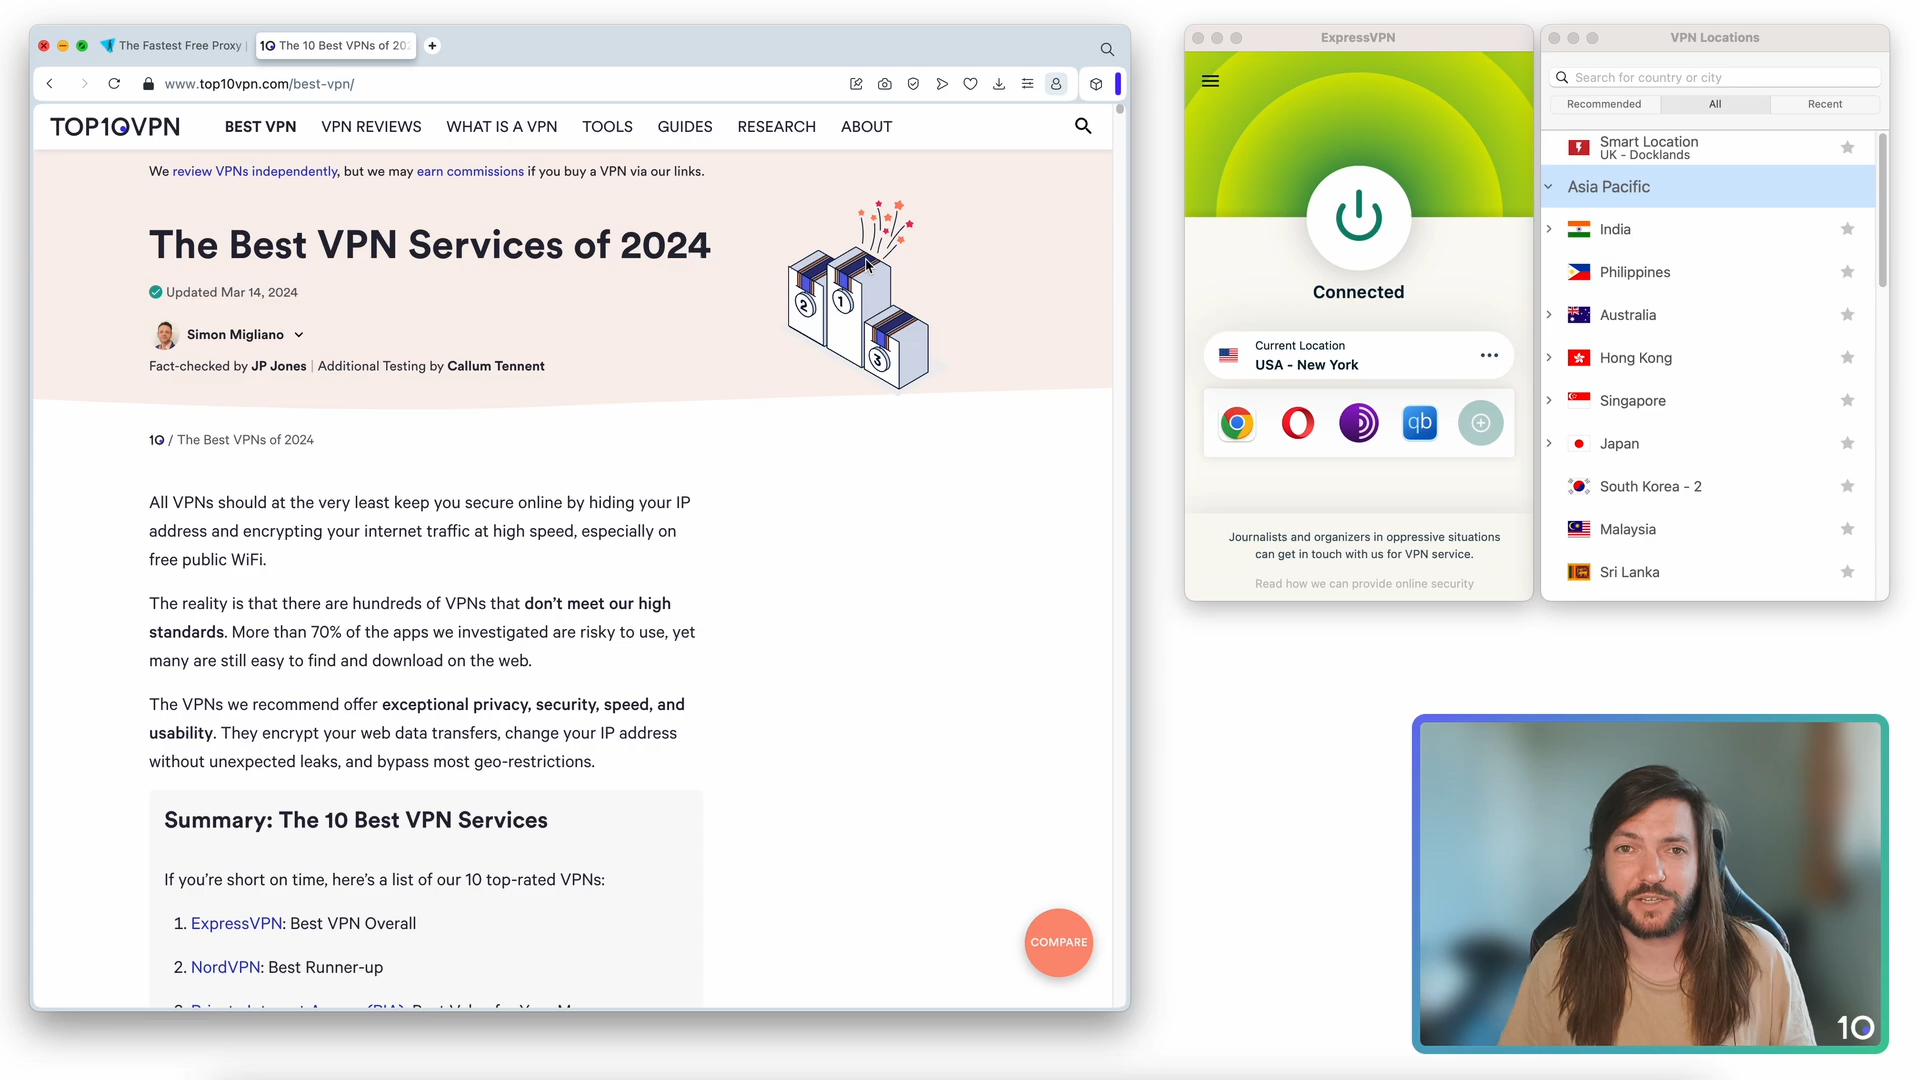 The Fastest Free Proxy
10 The 10 Best VPNs of 202
www.top10vpn.com/best-vpn/
TOP10VPN
BEST VPN
VPN REVIEWS
WHAT IS A VPN
TOOLS
GUIDES
RESEARCH
ABOUT
We review VPNs independently, but we may earn commissions if you buy a VPN via our links.
The Best VPN Services of 2024
Updated Mar 14, 2024
Simon Migliano
Fact-checked by JP Jones | Additional Testing by Callum Tennent
2
1
3
10 / The Best VPNs of 2024
All VPNs should at the very least keep you secure online by hiding your IP
address and encrypting your internet traffic at high speed, especially on
free public WiFi.
The reality is that there are hundreds of VPNs that don’t meet our high
standards. More than 70% of the apps we investigated are risky to use, yet
many are still easy to find and download on the web.
The VPNs we recommend offer exceptional privacy, security, speed, and
usability. They encrypt your web data transfers, change your IP address
without unexpected leaks, and bypass most geo-restrictions.
Summary: The 10 Best VPN Services
If you’re short on time, here’s a list of our 10 top-rated VPNs:
1. ExpressVPN: Best VPN Overall
2. NordVPN: Best Runner-up
COMPARE
ExpressVPN
Connected
Current Location
USA - New York
qb
Journalists and organizers in oppressive situations
can get in touch with us for VPN service.
Read how we can provide online security
VPN Locations
Search for country or city
Recommended
All
Recent
Smart Location
UK - Docklands
Asia Pacific
India
Philippines
Australia
Hong Kong
Singapore
Japan
South Korea - 2
Malaysia
Sri Lanka
10